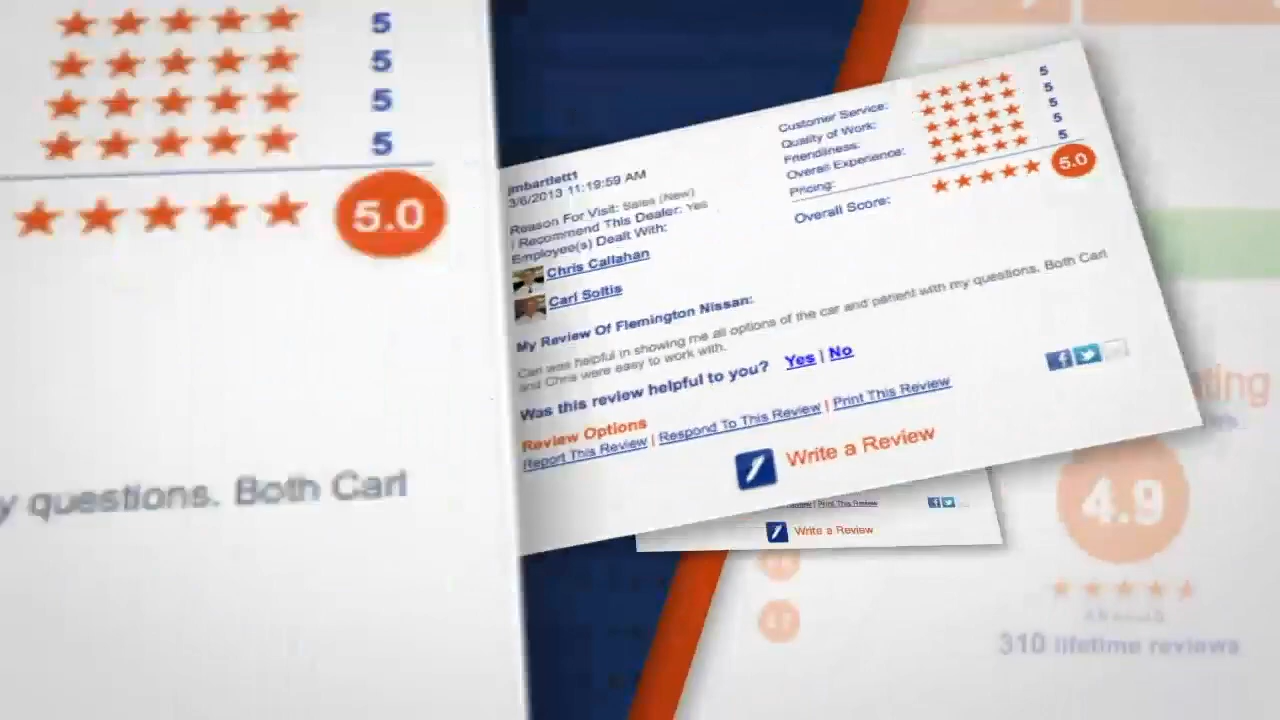 5
5
5
5
5.0
y questions. Both Carl
jmbartlett1
3/6/2013 11:19:59 AM
Reason For Visit: Sales (New)
I Recommend This Dealer: Yes
Employee(s) Dealt With:
Chris Callahan
Carl Soltis
Customer Service: 5
Quality of Work: 5
Friendliness: 5
Overall Experience: 5
Pricing: 5
Overall Score: 5.0
My Review Of Flemington Nissan:
Carl was helpful in showing me all options of the car and patient with my questions. Both Carl
and Chris were easy to work with.
Was this review helpful to you? Yes | No
Review Options
Report This Review | Respond To This Review | Print This Review
Write a Review
Print This Review
Write a Review
ting
4.9
310 lifetime reviews